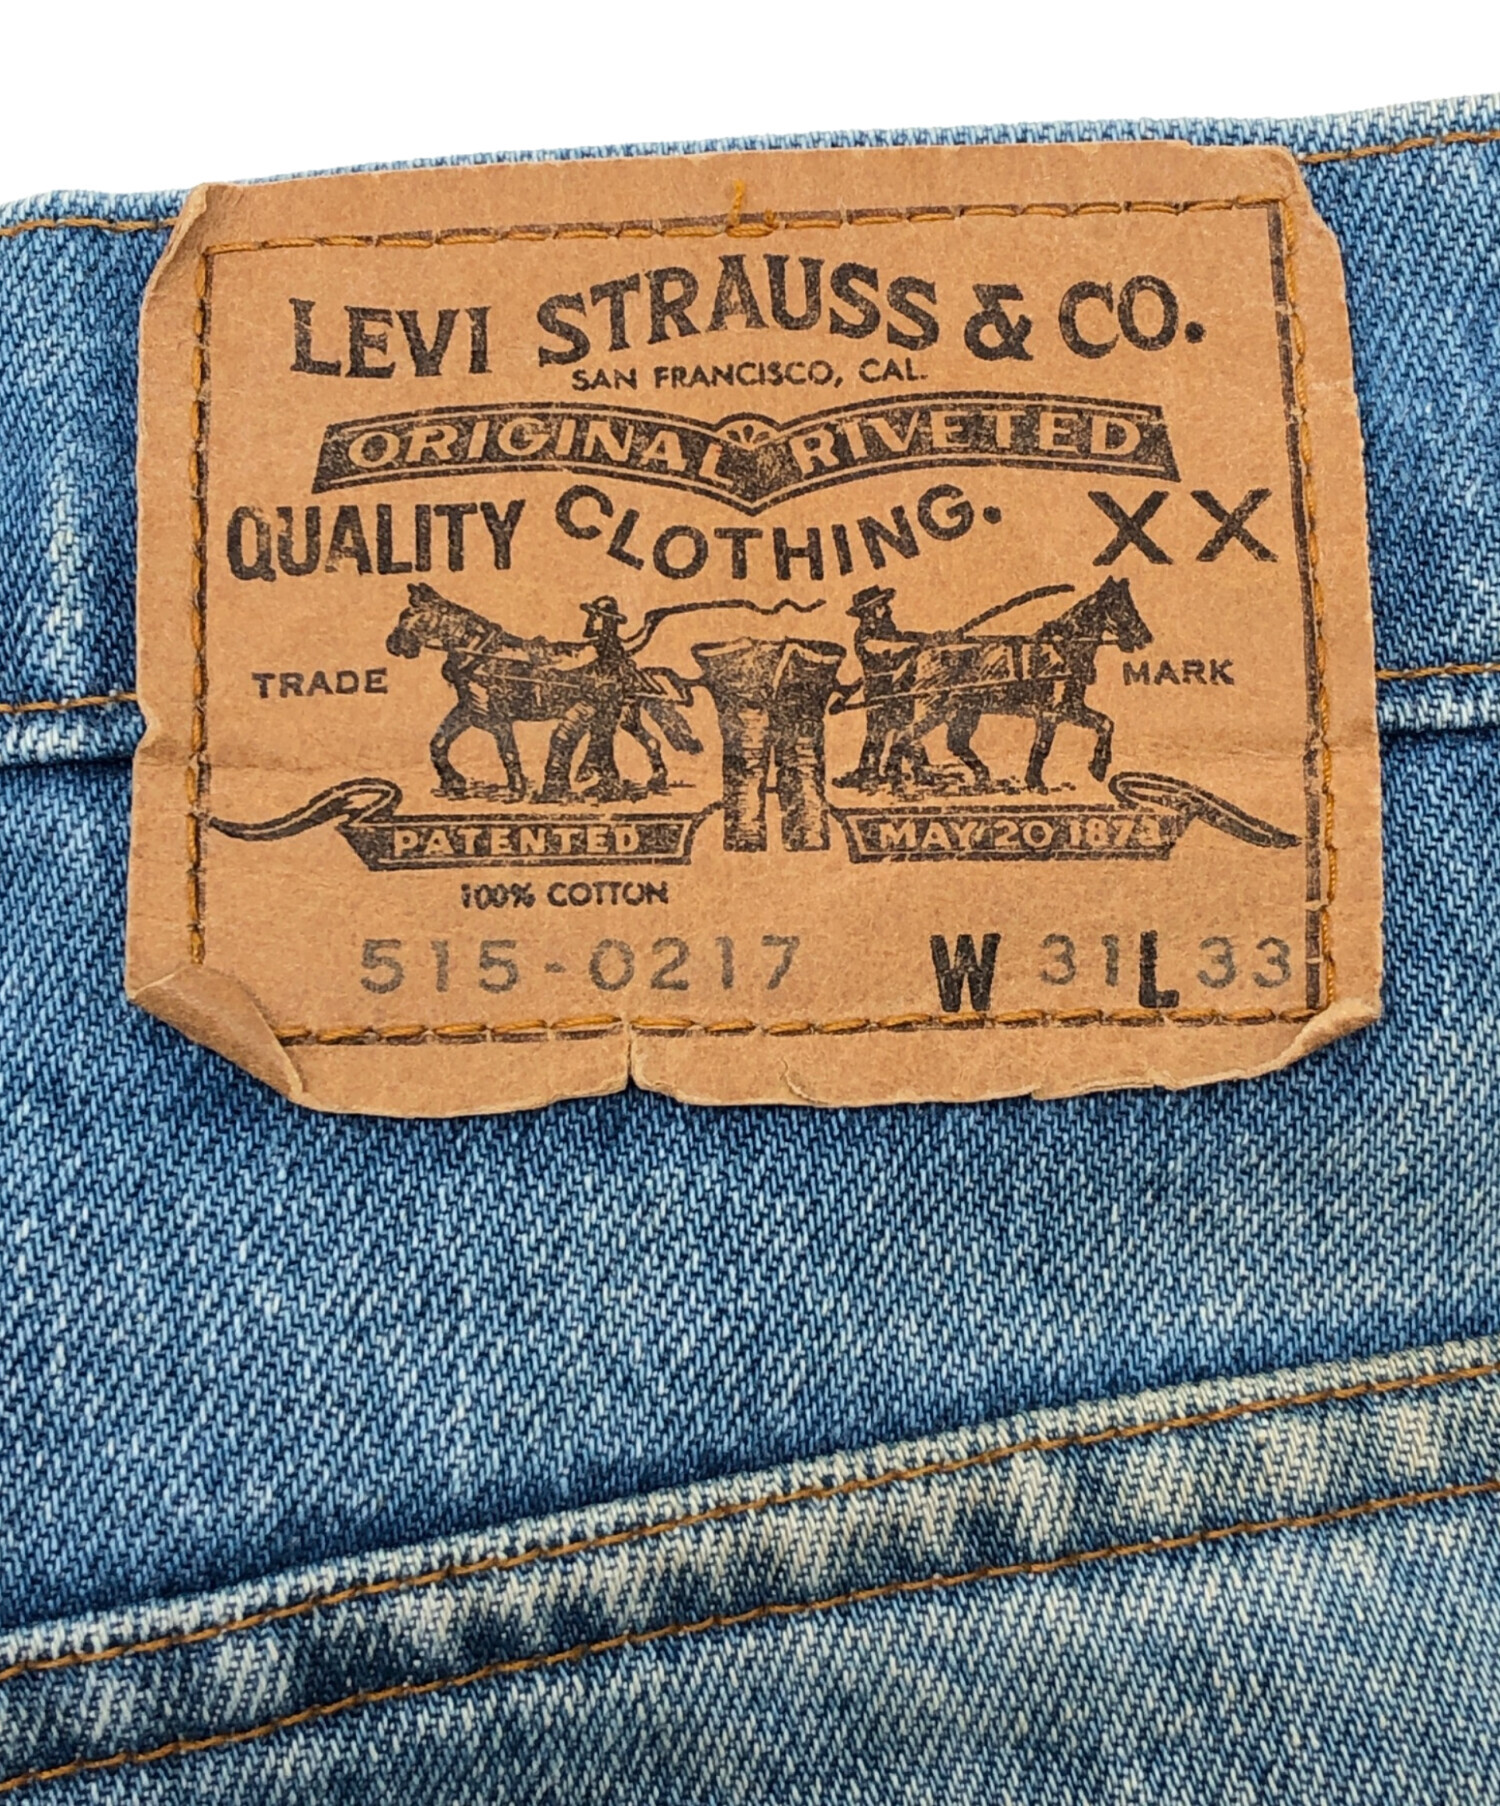 LEVI STRAUSS & CO.
SAN FRANCISCO, CAL.
ORIGINAL RIVETED
QUALITY CLOTHING. XX
TRADE MARK
PATENTED MAY 20 1873
100% COTTON
515-0217 W 31 L 33